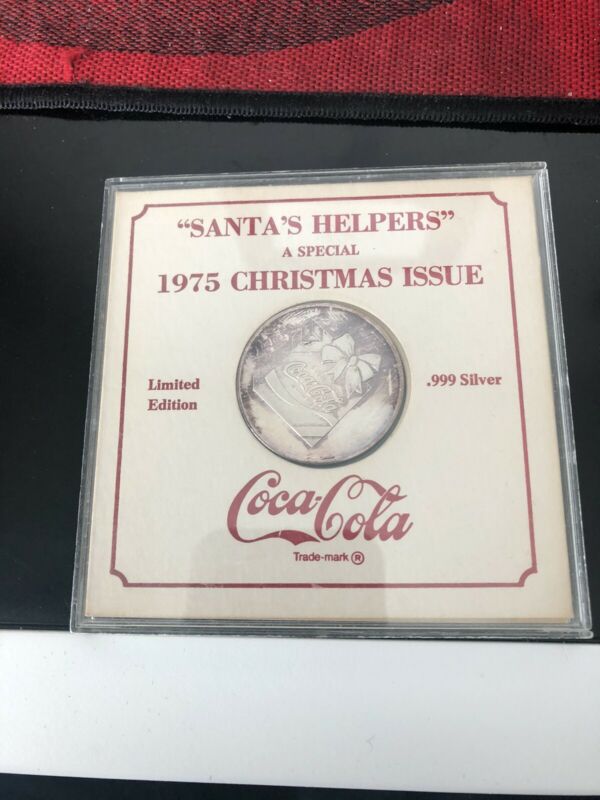 “SANTA’S HELPERS”
A SPECIAL
1975 CHRISTMAS ISSUE
Limited
Edition
.999 Silver
Coca-Cola
Coca-Cola
Trade-mark ®